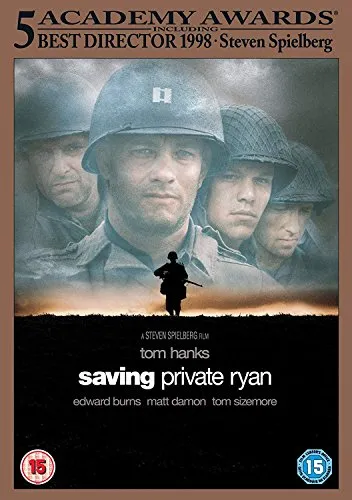 5 ACADEMY AWARDS®
INCLUDING
BEST DIRECTOR 1998 · Steven Spielberg
A STEVEN SPIELBERG FILM
tom hanks
saving private ryan
edward burns matt damon tom sizemore
15
15